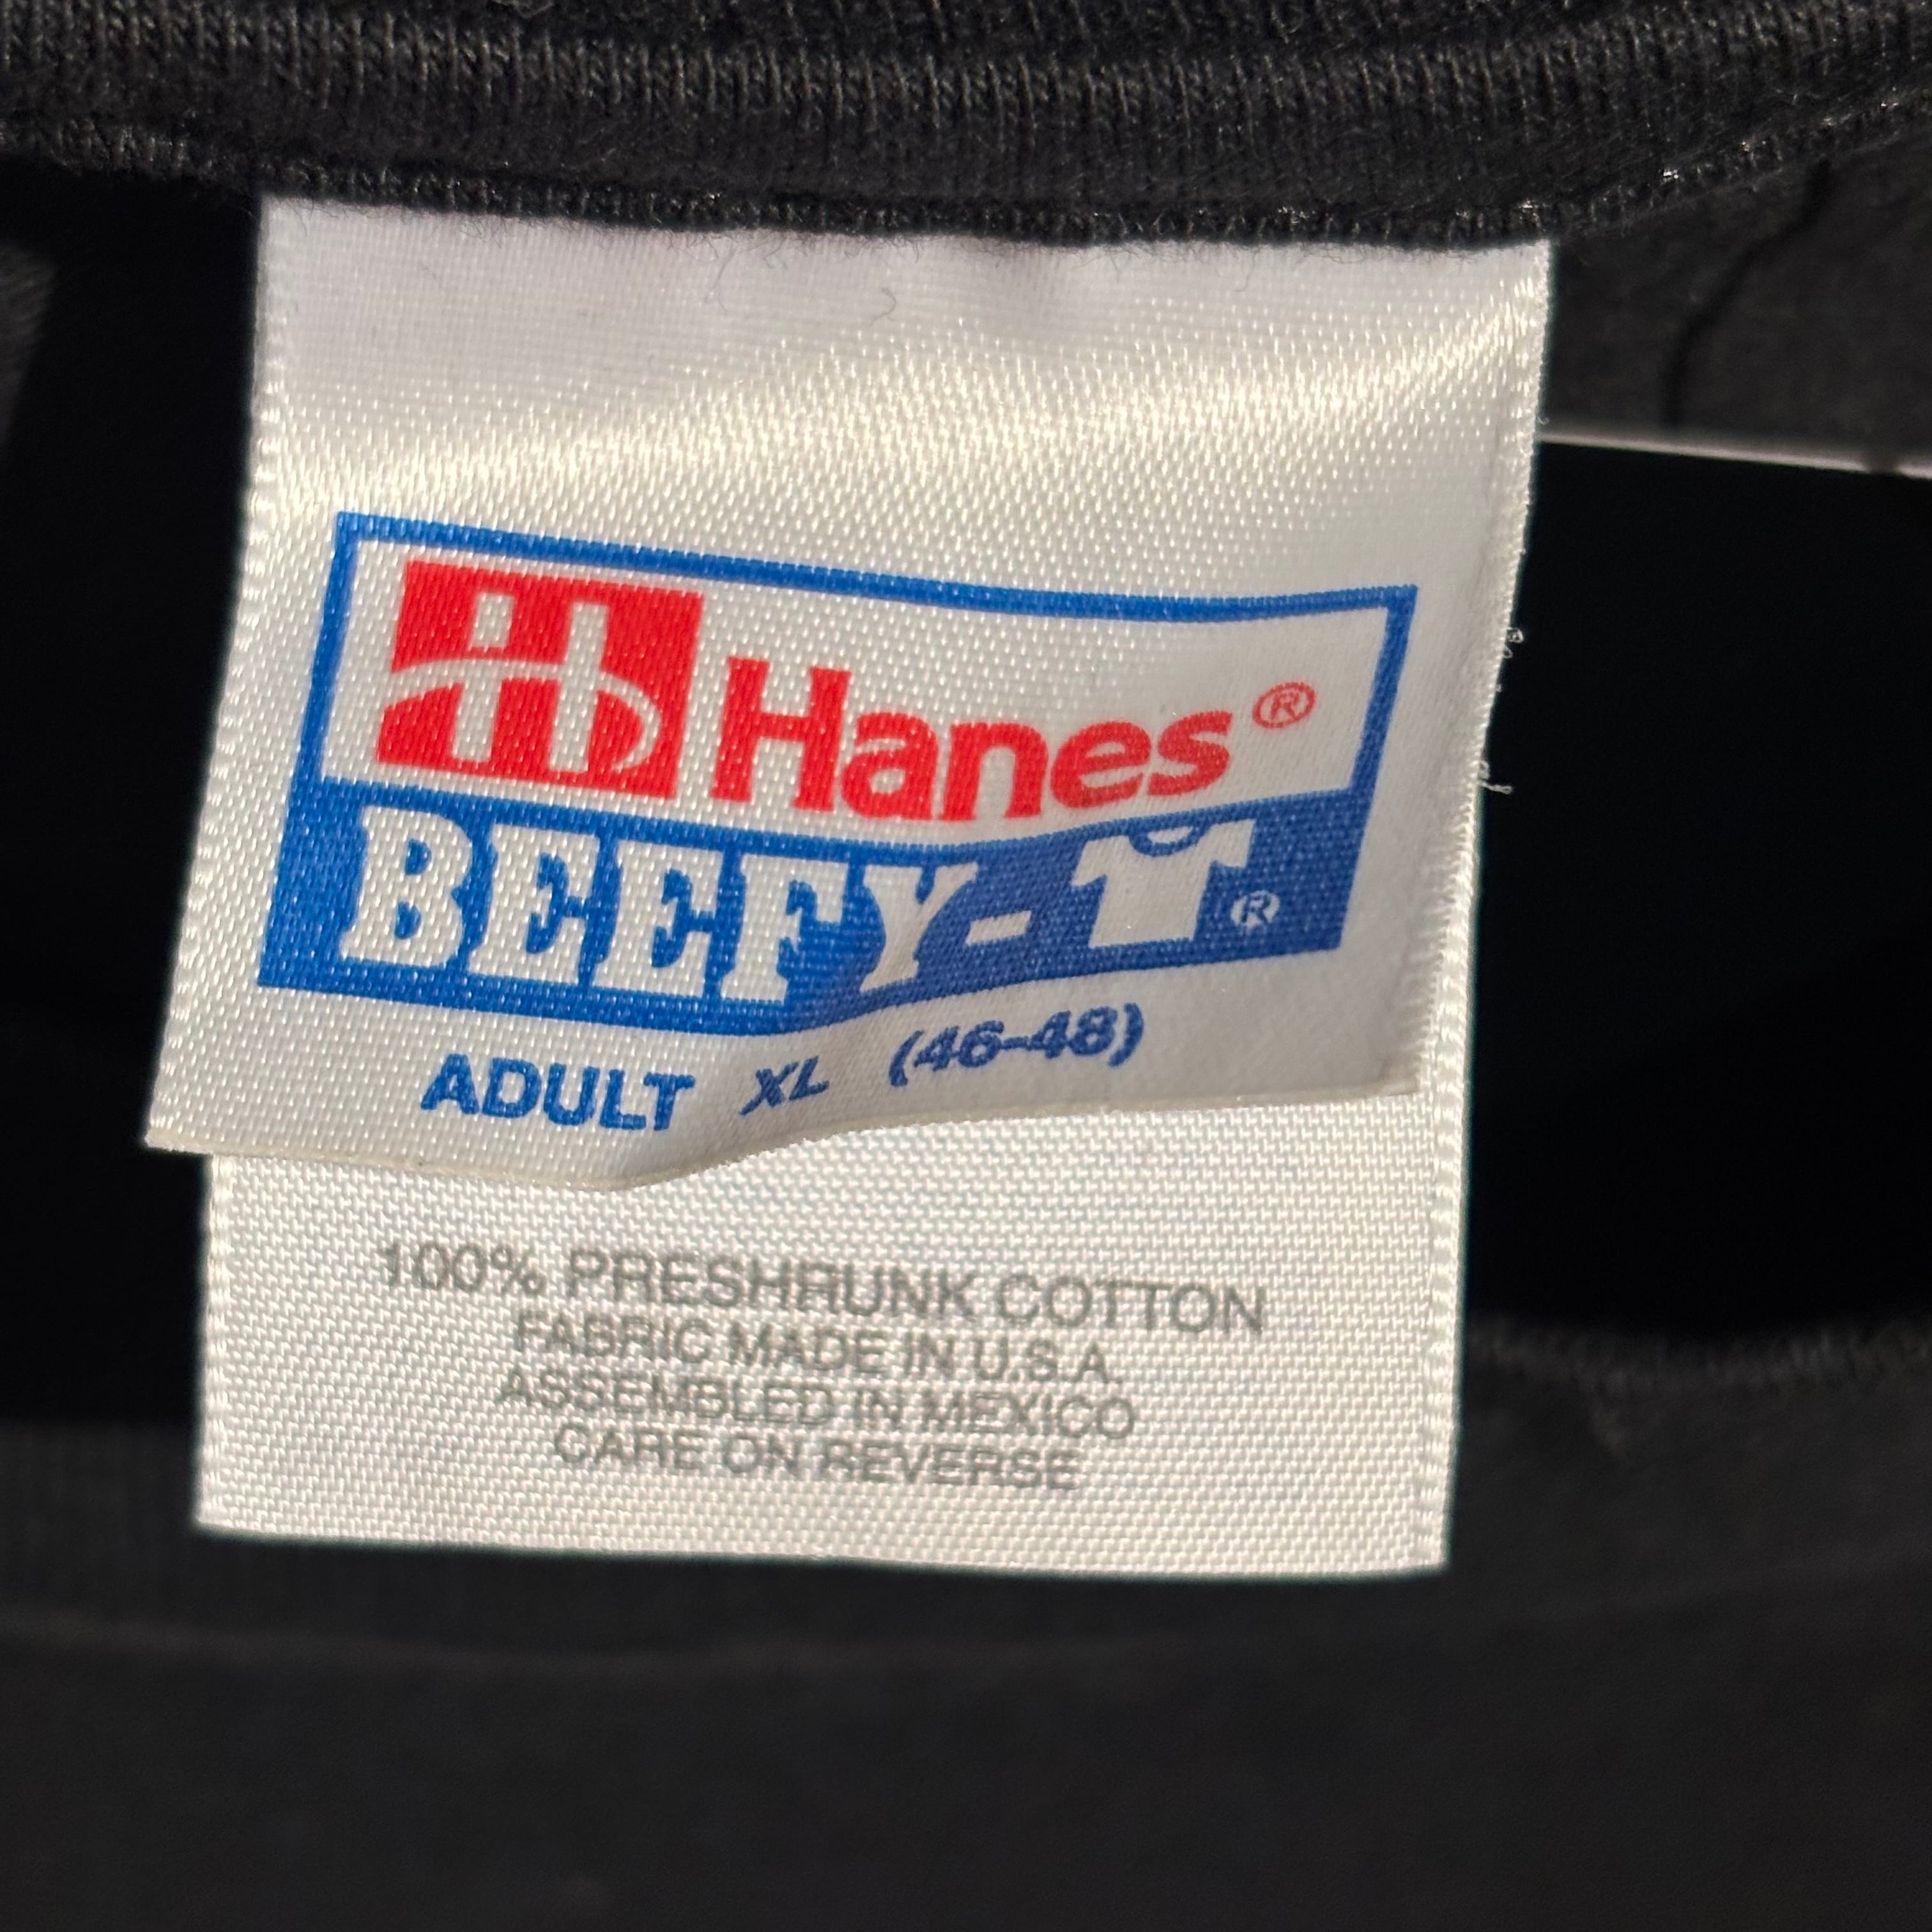 Hanes®
BEEFY-T®
ADULT XL (46-48)
100% PRESHRUNK COTTON
FABRIC MADE IN U.S.A.
ASSEMBLED IN MEXICO
CARE ON REVERSE